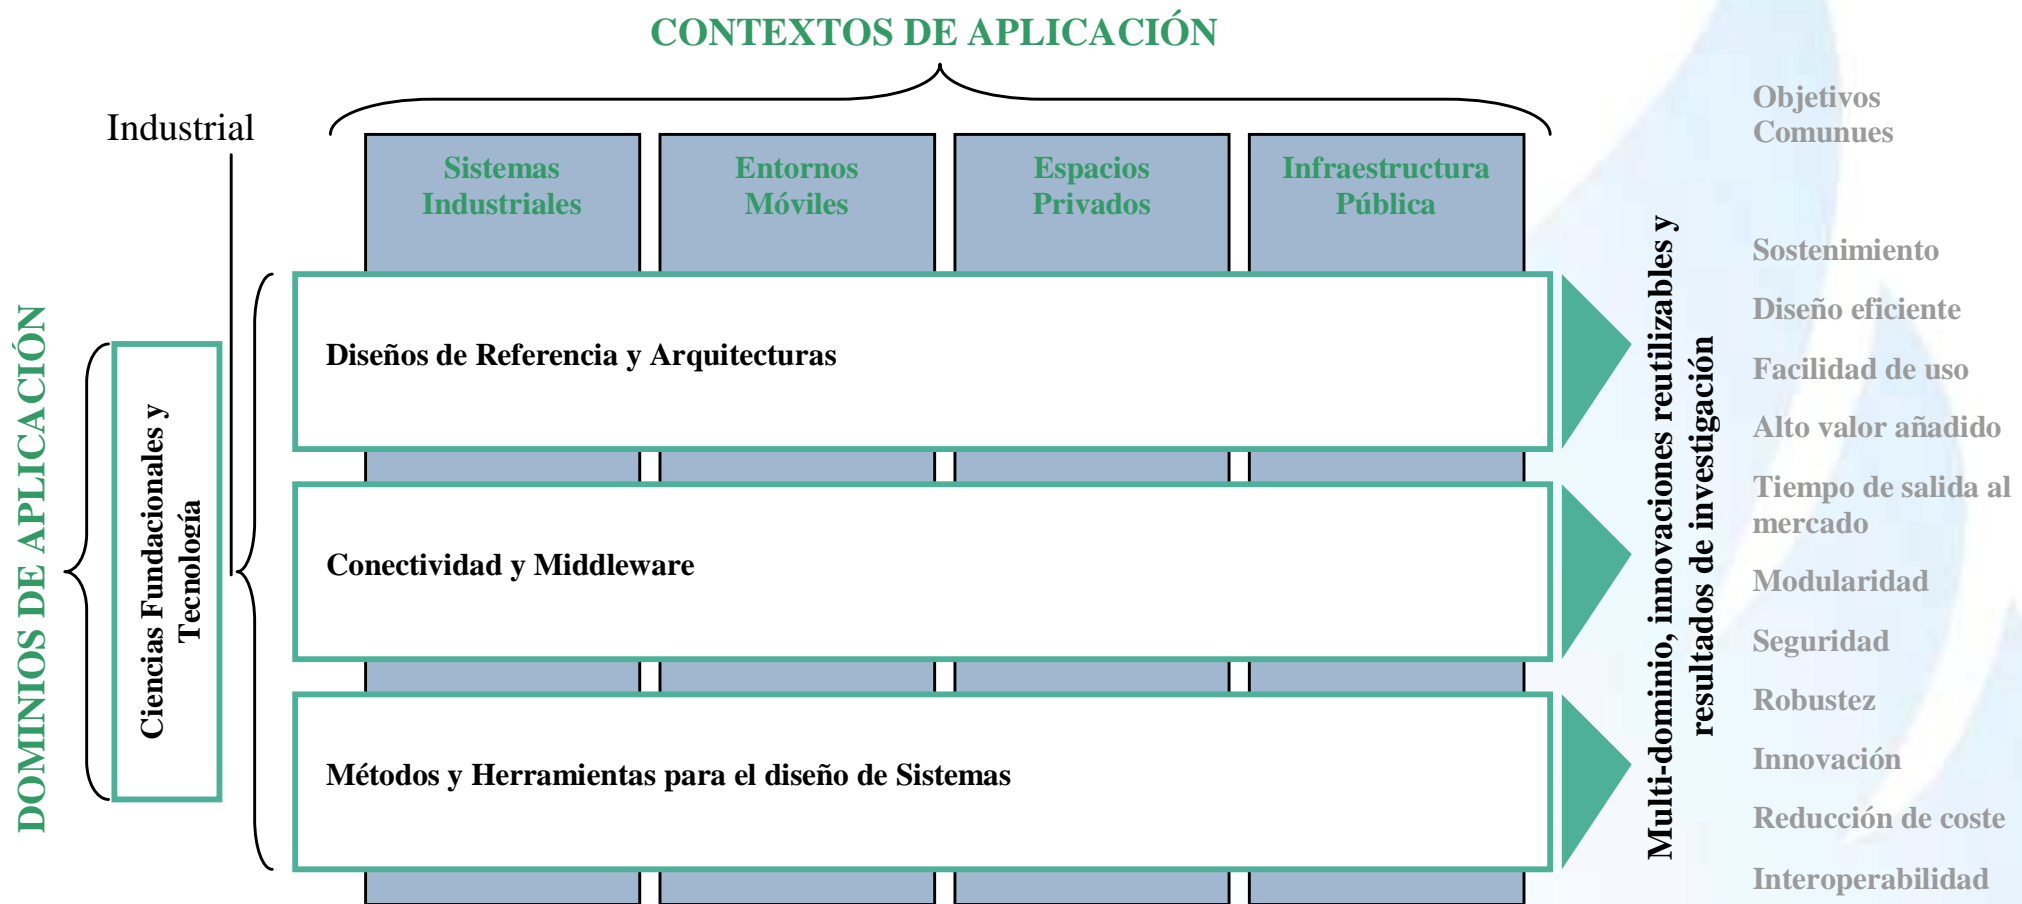 CONTEXTOS DE APLICACIÓN
Industrial
Sistemas
Industriales
Entornos
Móviles
Espacios
Privados
Infraestructura
Pública
DOMINIOS DE APLICACIÓN
Ciencias Fundacionales y
Tecnología
Diseños de Referencia y Arquitecturas
Conectividad y Middleware
Métodos y Herramientas para el diseño de Sistemas
Multi-dominio, innovaciones reutilizables y
resultados de investigación
Objetivos
Comunues
Sostenimiento
Diseño eficiente
Facilidad de uso
Alto valor añadido
Tiempo de salida al
mercado
Modularidad
Seguridad
Robustez
Innovación
Reducción de coste
Interoperabilidad